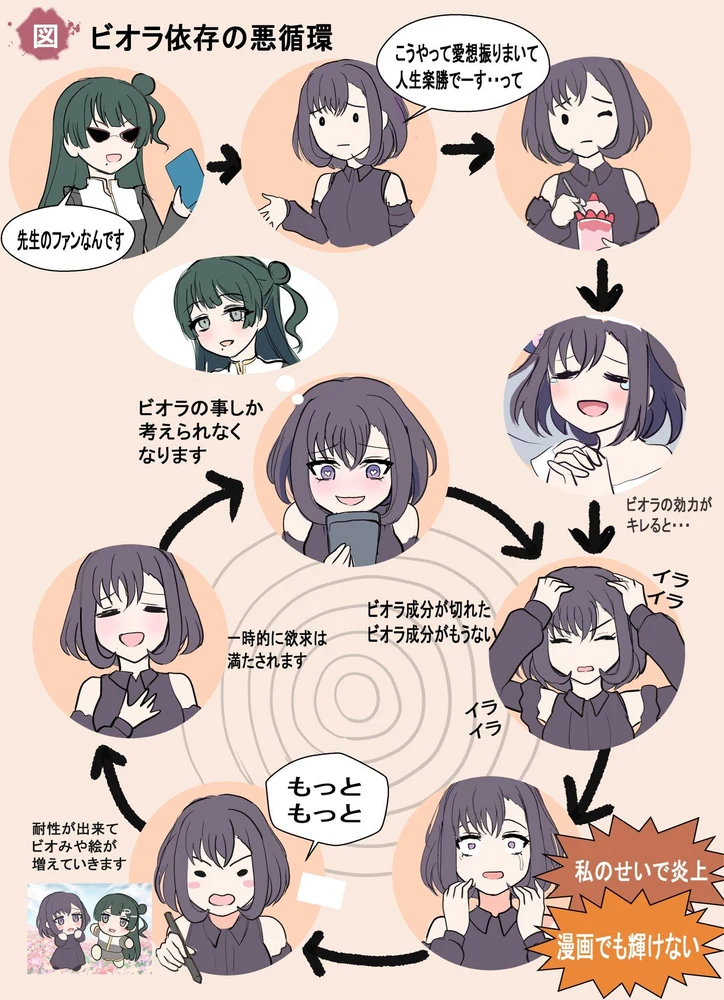 図
ビオラ依存の悪循環
先生のファンなんです
こうやって愛想振りまいて
人生楽勝でーす・・って
ビオラの効力が
キレると・・・
イラ
イラ
ビオラ成分が切れた
ビオラ成分がもうない
イラ
イラ
私のせいで炎上
漫画でも輝けない
もっと
もっと
耐性が出来て
ビオみや絵が
増えていきます
一時的に欲求は
満たされます
ビオラの事しか
考えられなく
なります